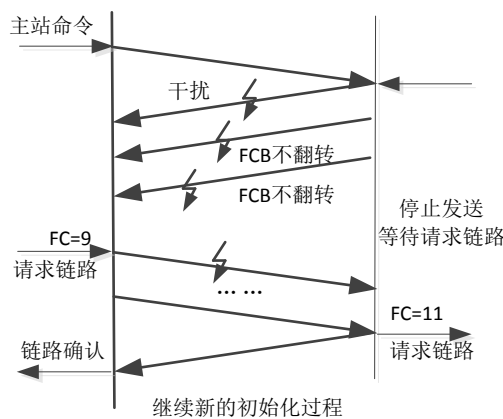 主站命令
干扰
FCB不翻转
FCB不翻转
停止发送
等待请求链路
FC=9
请求链路
... ...
FC=11
请求链路
链路确认
继续新的初始化过程